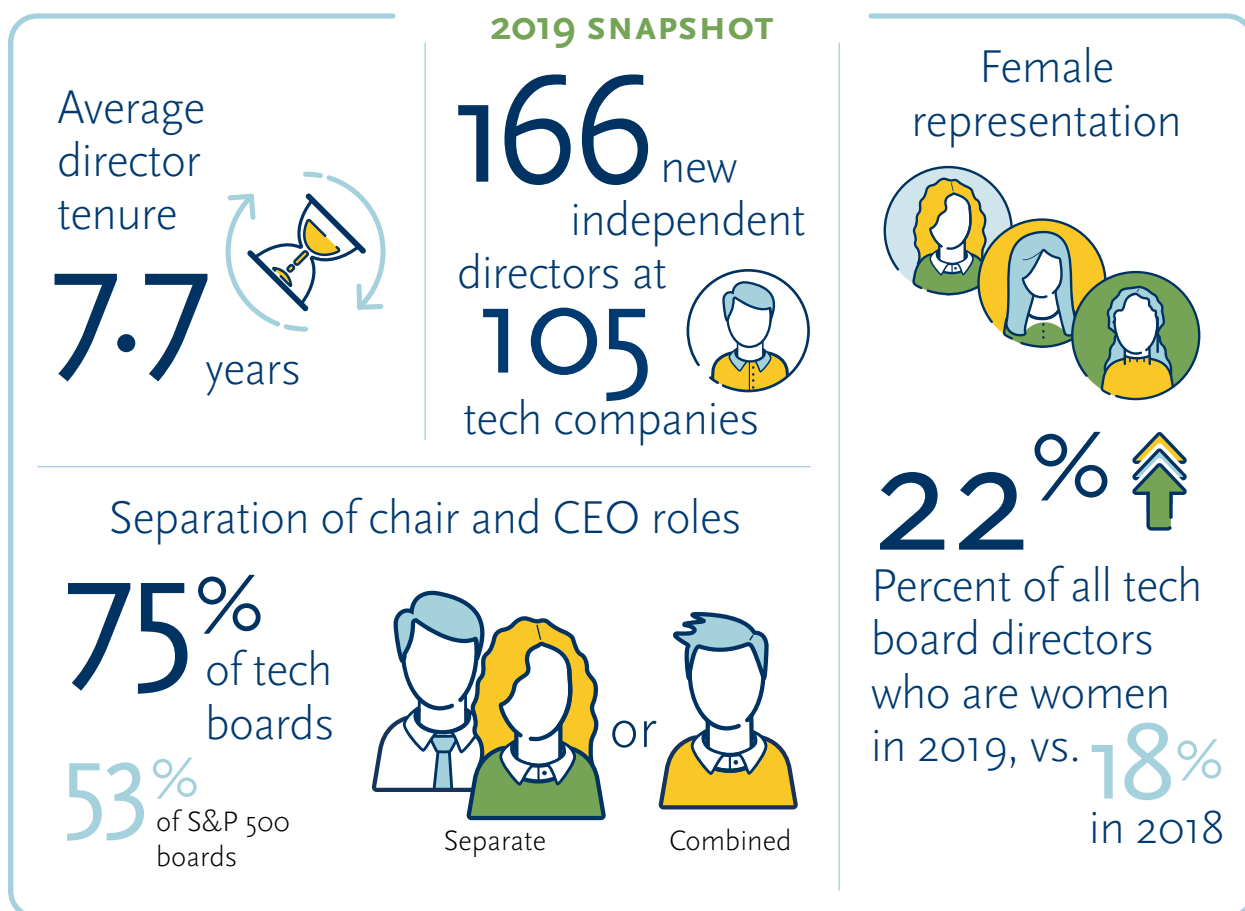 2019 SNAPSHOT
Average
director
tenure
7.7 years
166 new
independent
directors at
105
tech companies
Female
representation
22%
Percent of all tech
board directors
who are women
in 2019, vs. 18%
in 2018
Separation of chair and CEO roles
75%
of tech
boards
53%
of S&P 500
boards
or
Separate
Combined